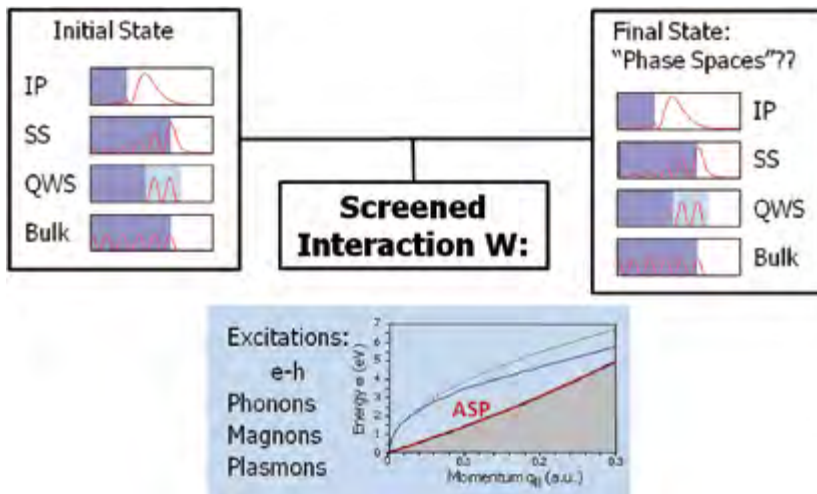 Initial State
IP
SS
QWS
Bulk
Final State:
"Phase Spaces"??
IP
SS
QWS
Bulk
Screened
Interaction W:
Excitations:
e-h
Phonons
Magnons
Plasmons
Energy ω (eV)
7
6
5
4
3
2
1
0
ASP
0 0.1 0.2 0.3
Momentum q|| (a.u.)